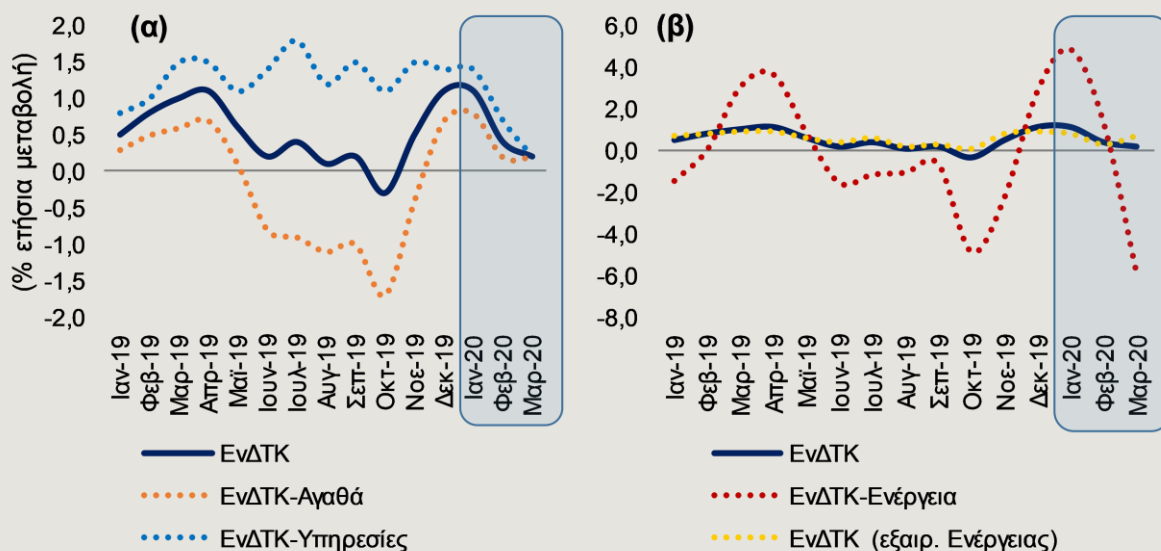 (% ετήσια μεταβολή)
(α)
2,0
1,5
1,0
0,5
0,0
-0,5
-1,0
-1,5
-2,0
Ιαν-19
Φεβ-19
Μαρ-19
Απρ-19
Μαϊ-19
Ιουν-19
Ιουλ-19
Αυγ-19
Σεπ-19
Οκτ-19
Νοε-19
Δεκ-19
Ιαν-20
Φεβ-20
Μαρ-20
ΕνΔΤΚ
ΕνΔΤΚ-Αγαθά
ΕνΔΤΚ-Υπηρεσίες
(β)
6,0
4,0
2,0
0,0
-2,0
-4,0
-6,0
-8,0
Ιαν-19
Φεβ-19
Μαρ-19
Απρ-19
Μαϊ-19
Ιουν-19
Ιουλ-19
Αυγ-19
Σεπ-19
Οκτ-19
Νοε-19
Δεκ-19
Ιαν-20
Φεβ-20
Μαρ-20
ΕνΔΤΚ
ΕνΔΤΚ-Ενέργεια
ΕνΔΤΚ (εξαιρ. Ενέργειας)